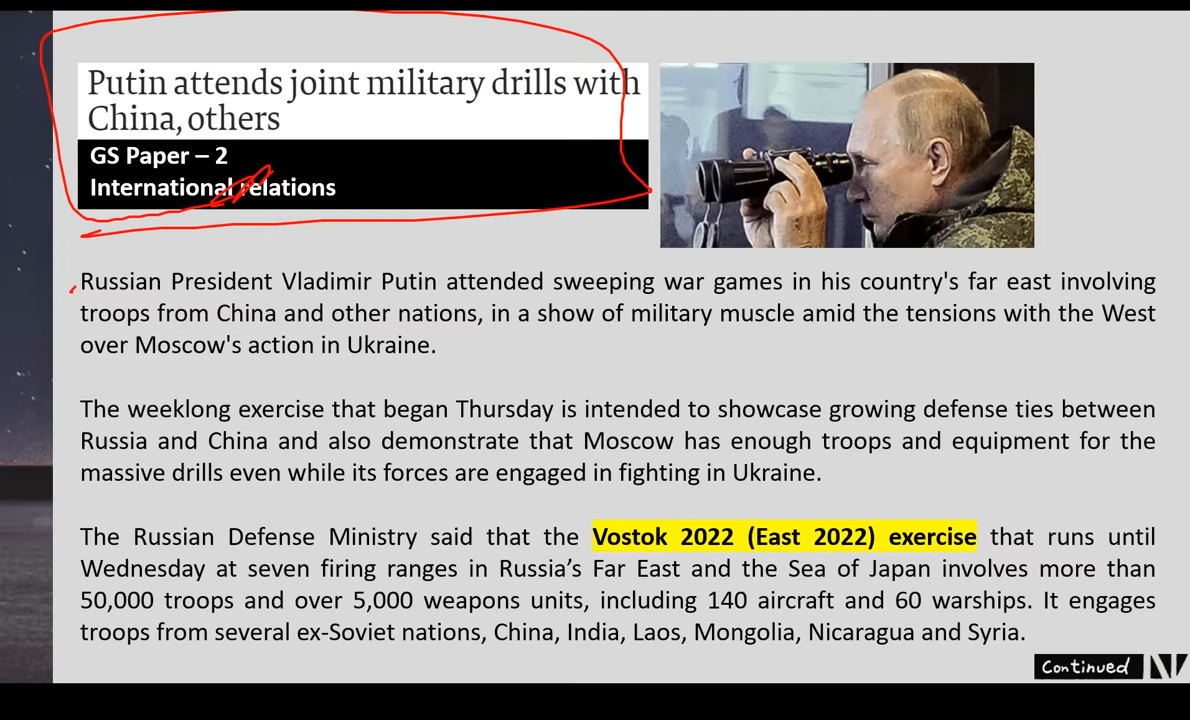 Putin attends joint military drills with
China, others
GS Paper – 2
International relations
Russian President Vladimir Putin attended sweeping war games in his country's far east involving
troops from China and other nations, in a show of military muscle amid the tensions with the West
over Moscow's action in Ukraine.
The weeklong exercise that began Thursday is intended to showcase growing defense ties between
Russia and China and also demonstrate that Moscow has enough troops and equipment for the
massive drills even while its forces are engaged in fighting in Ukraine.
The Russian Defense Ministry said that the Vostok 2022 (East 2022) exercise that runs until
Wednesday at seven firing ranges in Russia’s Far East and the Sea of Japan involves more than
50,000 troops and over 5,000 weapons units, including 140 aircraft and 60 warships. It engages
troops from several ex-Soviet nations, China, India, Laos, Mongolia, Nicaragua and Syria.
Continued